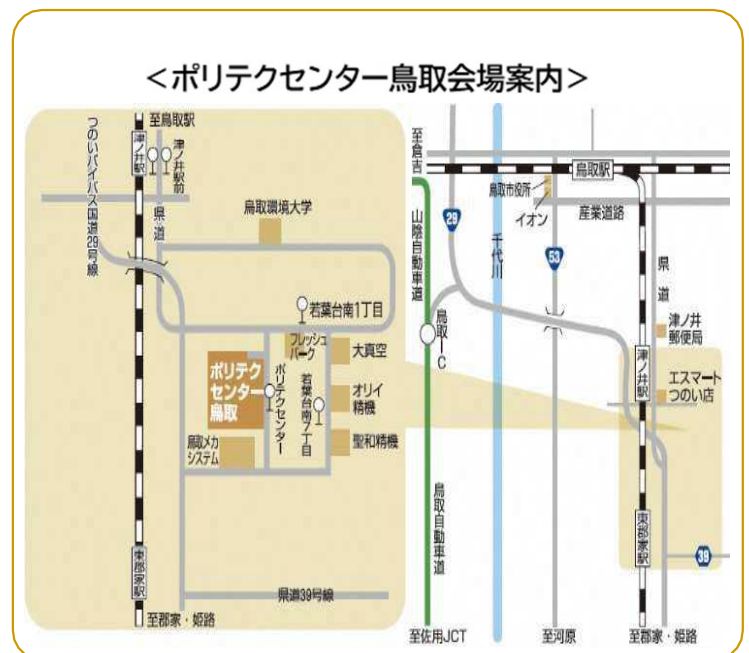 <ポリテクセンター鳥取会場案内>
至鳥取駅
津ノ井駅
津ノ井駅前
つのいバイパス国道29号線
県道
鳥取環境大学
若葉台南1丁目
フレッシュ
パーク
大真空
ポリテク
センター
鳥取
ポリテクセンター
若葉台南7丁目
オリイ
精機
鳥取メカ
システム
聖和精機
東郡家駅
県道39号線
至郡家・姫路
至倉吉
山陰自動車道
29
千代川
鳥取市役所
イオン
鳥取駅
産業道路
53
県道
鳥取IC
津ノ井
郵便局
津ノ井駅
エスマート
つのい店
鳥取自動車道
東郡家駅
39
至佐用JCT
至河原
至郡家・姫路